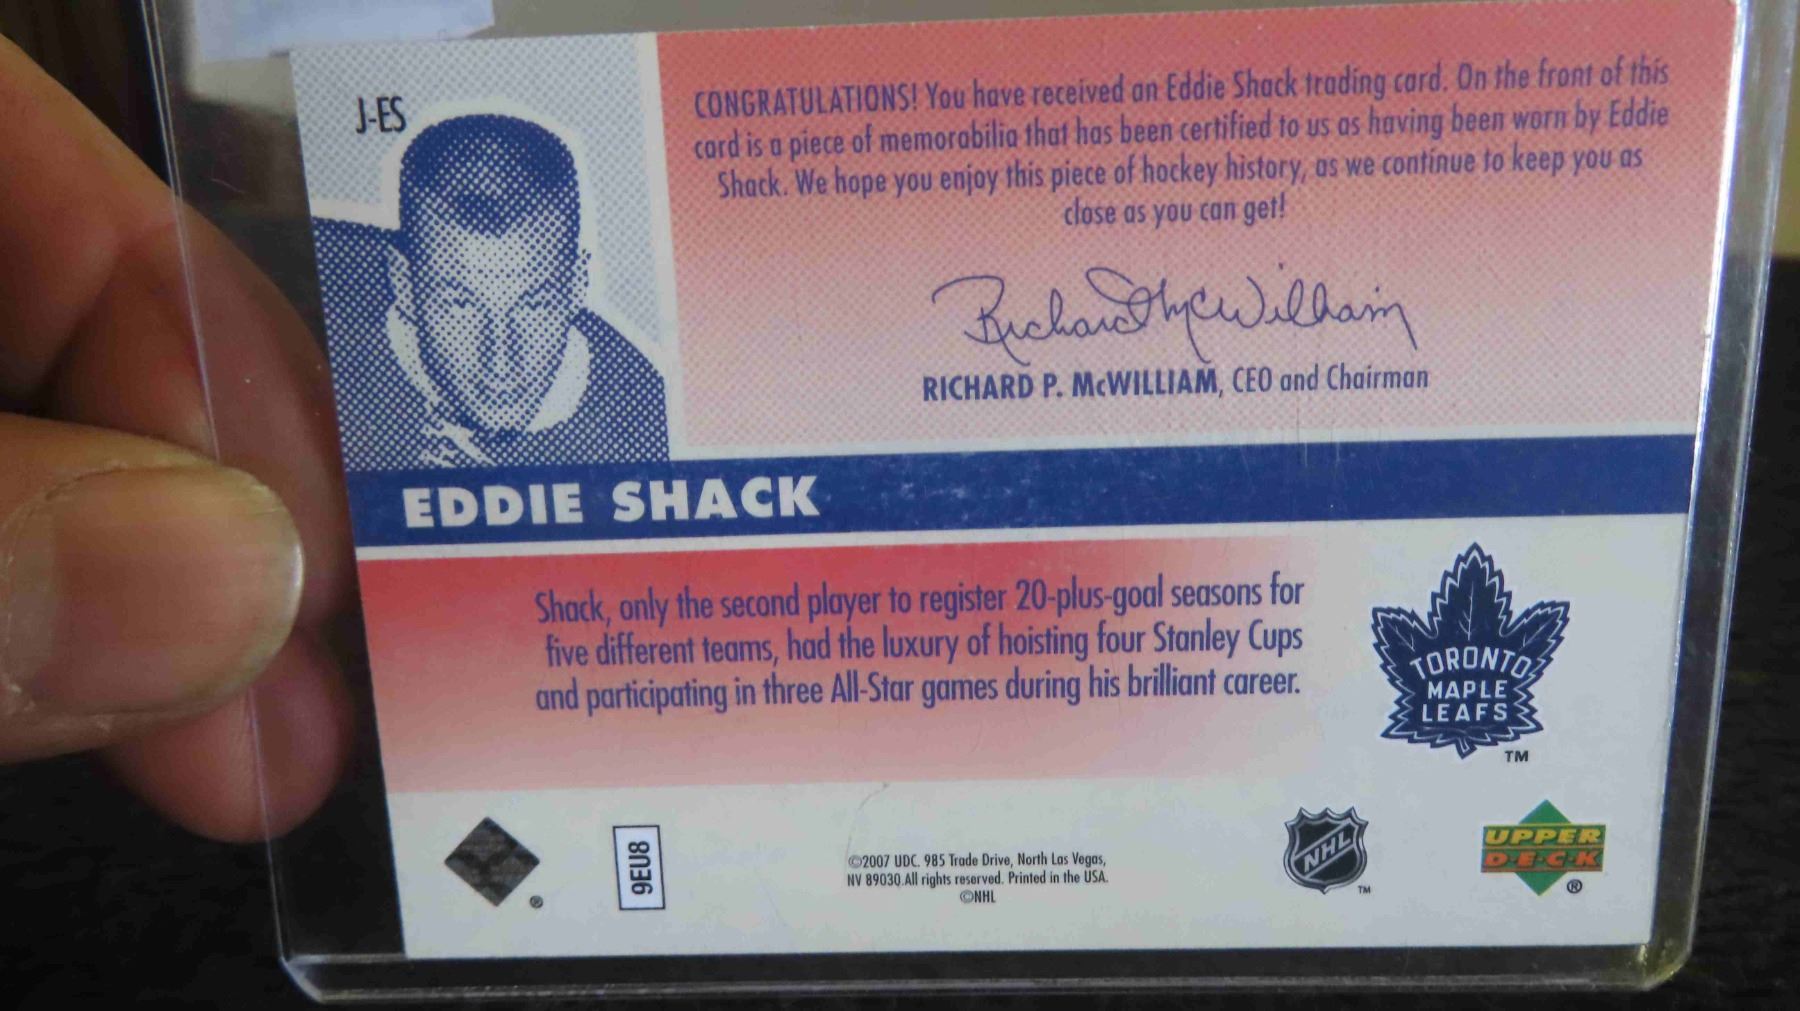 J-ES
CONGRATULATIONS! You have received an Eddie Shack trading card. On the front of this
card is a piece of memorabilia that has been certified to us as having been worn by Eddie
Shack. We hope you enjoy this piece of hockey history, as we continue to keep you as
close as you can get!
Richard McWilliam
RICHARD P. McWILLIAM, CEO and Chairman
EDDIE SHACK
Shack, only the second player to register 20-plus-goal seasons for
five different teams, had the luxury of hoisting four Stanley Cups
and participating in three All-Star games during his brilliant career.
TORONTO
MAPLE
LEAFS
TM
®
9EU8
©2007 UDC. 985 Trade Drive, North Las Vegas,
NV 89030.All rights reserved. Printed in the USA.
©NHL
NHL
TM
UPPER
D·E·C·K
®